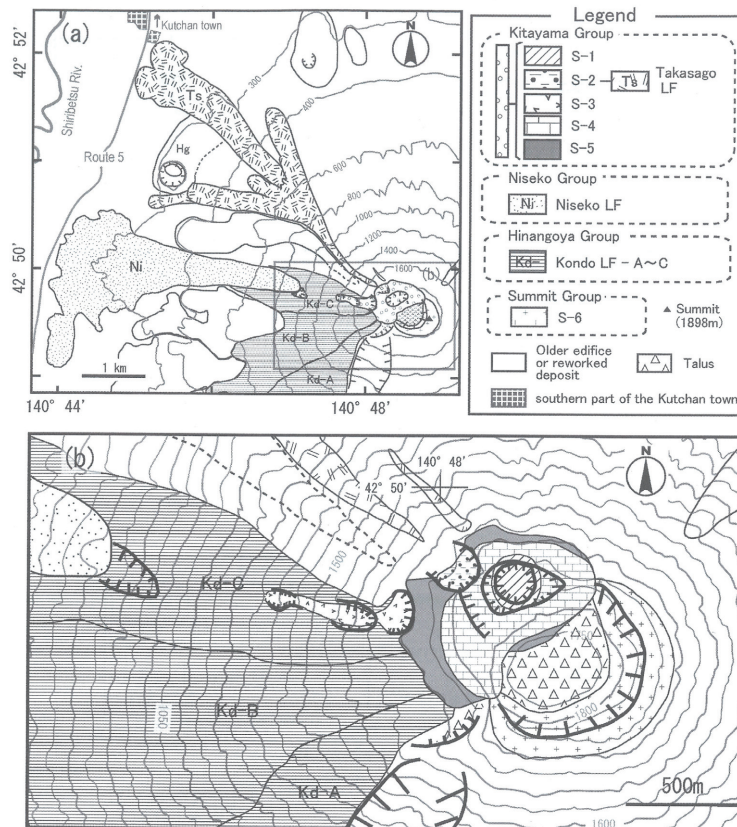 (a)
N
Kutchan town
42° 52'
Shiribetsu Riv.
Route 5
Ts
Hg
300
400
600
800
1000
1200
1400
1600
(b)
42° 50'
Ni
Kd-C
Kd-B
Kd-A
1 km
140° 44'
140° 48'
Legend
Kitayama Group
S-1
S-2
Ts
Takasago
LF
S-3
S-4
S-5
Niseko Group
Ni
Niseko LF
Hinangoya Group
Kd-
Kondo LF - A～C
Summit Group
S-6
Summit
(1898m)
Older edifice
or reworked
deposit
Talus
southern part of the Kutchan town
(b)
140° 48'
42° 50'
N
1500
Kd-C
Kd-B
1050
Kd-A
1800
500m
1600